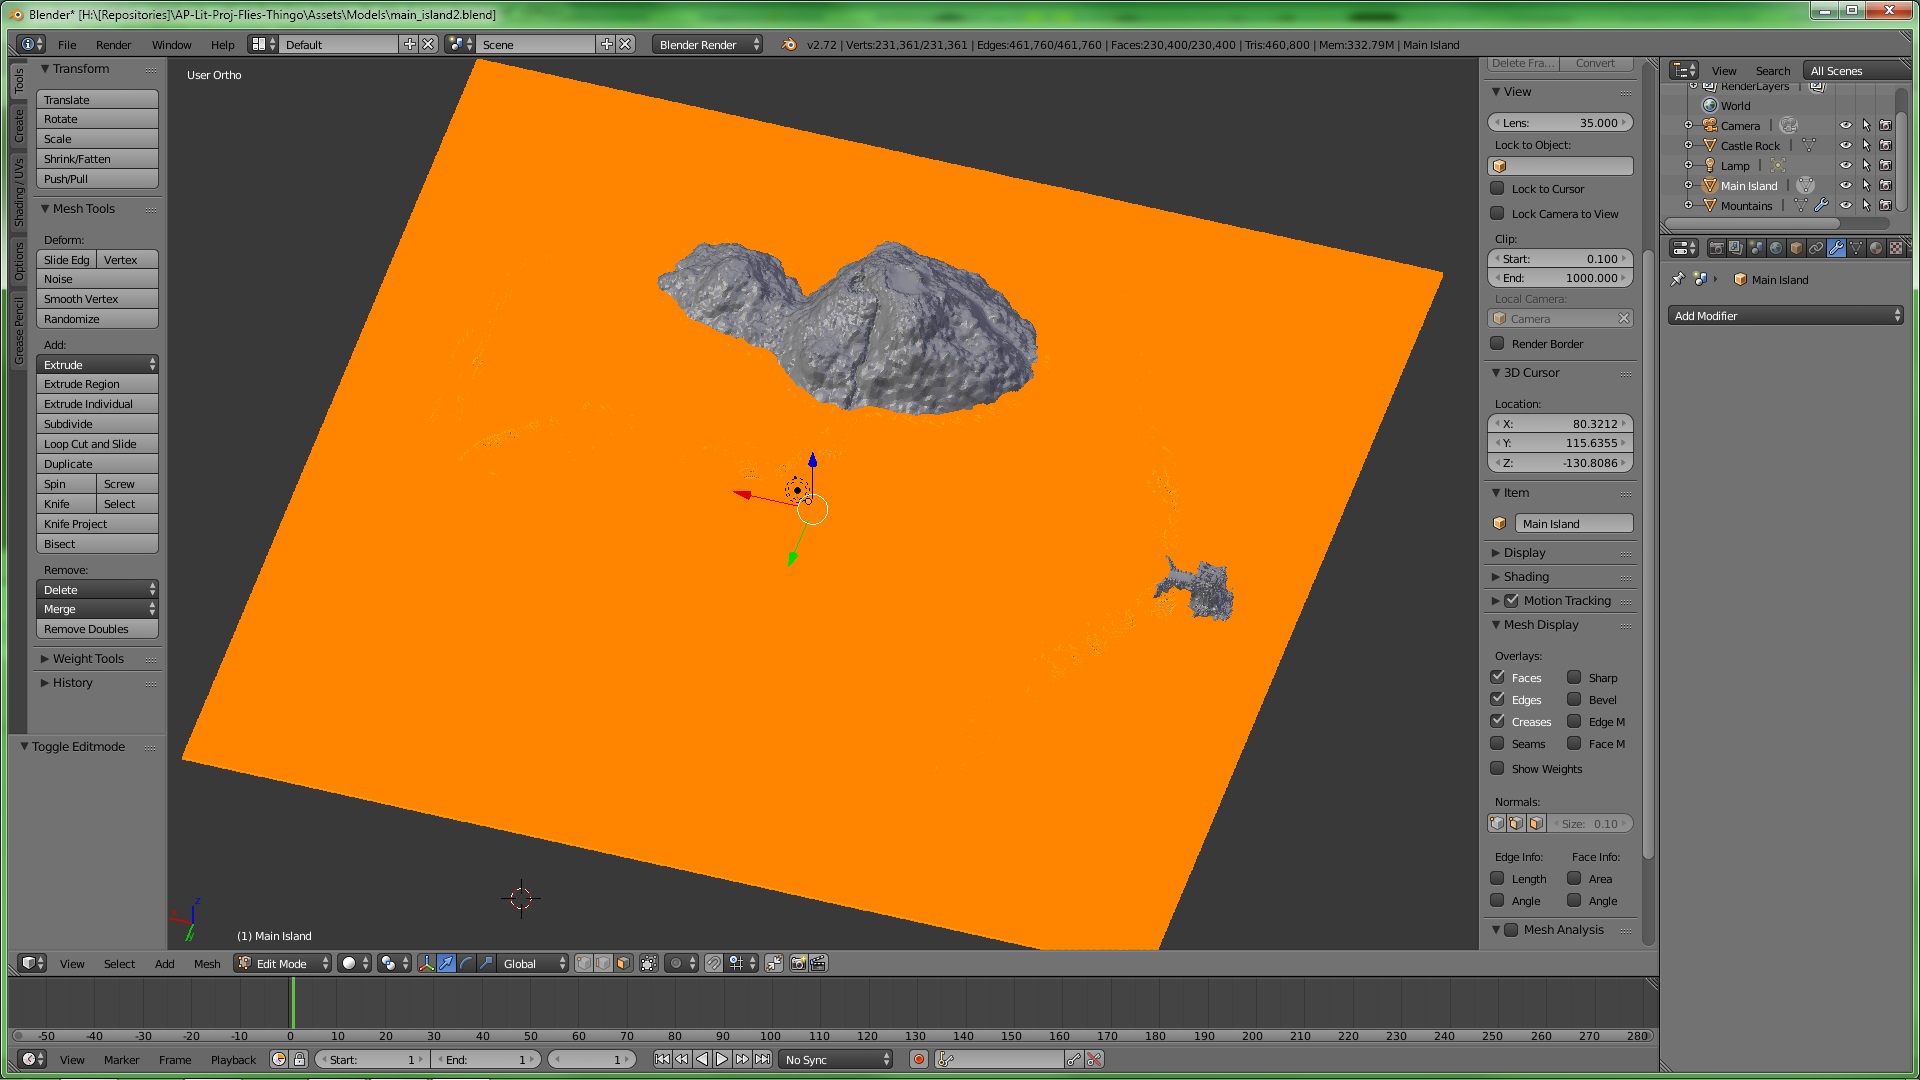 Blender* [H:\[Repositories]\AP-Lit-Proj-Flies-Thingo\Assets\Models\main_island2.blend]
File Render Window Help Default Scene Blender Render v2.72 | Verts:231,361/231,361 | Edges:461,760/461,760 | Faces:230,400/230,400 | Tris:460,800 | Mem:332.79M | Main Island
Tools
Create
Shading / UVs
Options
Grease Pencil
Transform
Translate
Rotate
Scale
Shrink/Fatten
Push/Pull
Mesh Tools
Deform:
Slide Edg Vertex
Noise
Smooth Vertex
Randomize
Add:
Extrude
Extrude Region
Extrude Individual
Subdivide
Loop Cut and Slide
Duplicate
Spin Screw
Knife Select
Knife Project
Bisect
Remove:
Delete
Merge
Remove Doubles
Weight Tools
History
Toggle Editmode
User Ortho
x
y
z
(1) Main Island
Delete Fra... Convert
View
Lens: 35.000
Lock to Object:
Lock to Cursor
Lock Camera to View
Clip:
Start: 0.100
End: 1000.000
Local Camera:
Camera
Render Border
3D Cursor
Location:
X: 80.3212
Y: 115.6355
Z: -130.8086
Item
Main Island
Display
Shading
Motion Tracking
Mesh Display
Overlays:
Faces Sharp
Edges Bevel
Creases Edge M
Seams Face M
Show Weights
Normals:
Size: 0.10
Edge Info: Face Info:
Length Area
Angle Angle
Mesh Analysis
View Search All Scenes
RenderLayers
World
Camera
Castle Rock
Lamp
Main Island
Mountains
Main Island
Add Modifier
View Select Add Mesh Edit Mode Global
-50 -40 -30 -20 -10 0 10 20 30 40 50 60 70 80 90 100 110 120 130 140 150 160 170 180 190 200 210 220 230 240 250 260 270 280
View Marker Frame Playback Start: 1 End: 1 1 No Sync